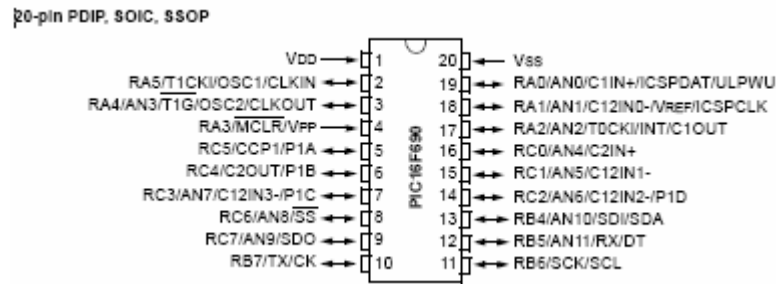 20-pin PDIP, SOIC, SSOP
VDD 1 20 VSS
RA5/T1CKI/OSC1/CLKIN 2 19 RA0/AN0/C1IN+/ICSPDAT/ULPWU
RA4/AN3/T1G/OSC2/CLKOUT 3 18 RA1/AN1/C12IN0-/VREF/ICSPCLK
RA3/MCLR/VPP 4 17 RA2/AN2/T0CKI/INT/C1OUT
RC5/CCP1/P1A 5 16 RC0/AN4/C2IN+
RC4/C2OUT/P1B 6 15 RC1/AN5/C12IN1-
RC3/AN7/C12IN3-/P1C 7 14 RC2/AN6/C12IN2-/P1D
RC6/AN8/SS 8 13 RB4/AN10/SDI/SDA
RC7/AN9/SDO 9 12 RB5/AN11/RX/DT
RB7/TX/CK 10 11 RB6/SCK/SCL
PIC16F690